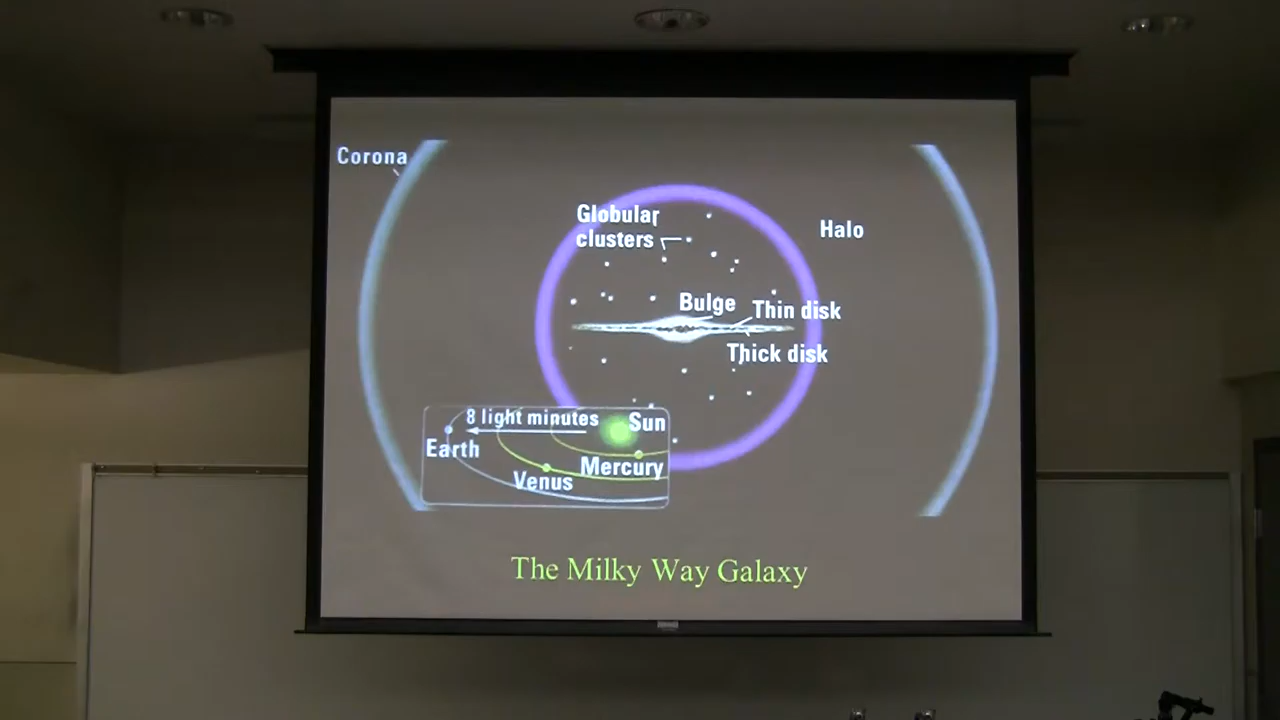 Corona
Globular
clusters
Halo
Bulge
Thin disk
Thick disk
8 light minutes
Sun
Earth
Mercury
Venus
The Milky Way Galaxy